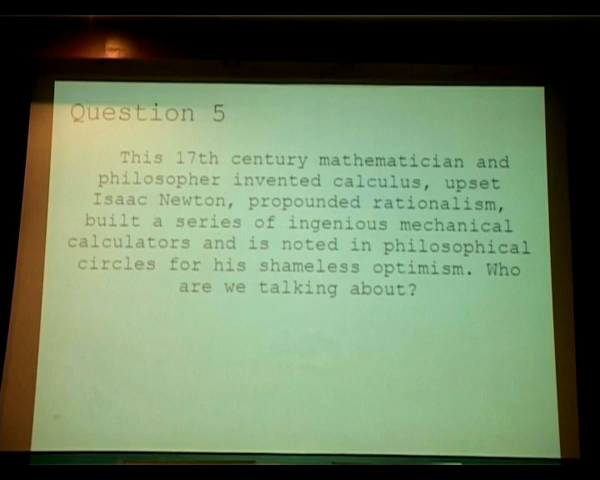 Question 5
This 17th century mathematician and
philosopher invented calculus, upset
Isaac Newton, propounded rationalism,
built a series of ingenious mechanical
calculators and is noted in philosophical
circles for his shameless optimism. Who
are we talking about?